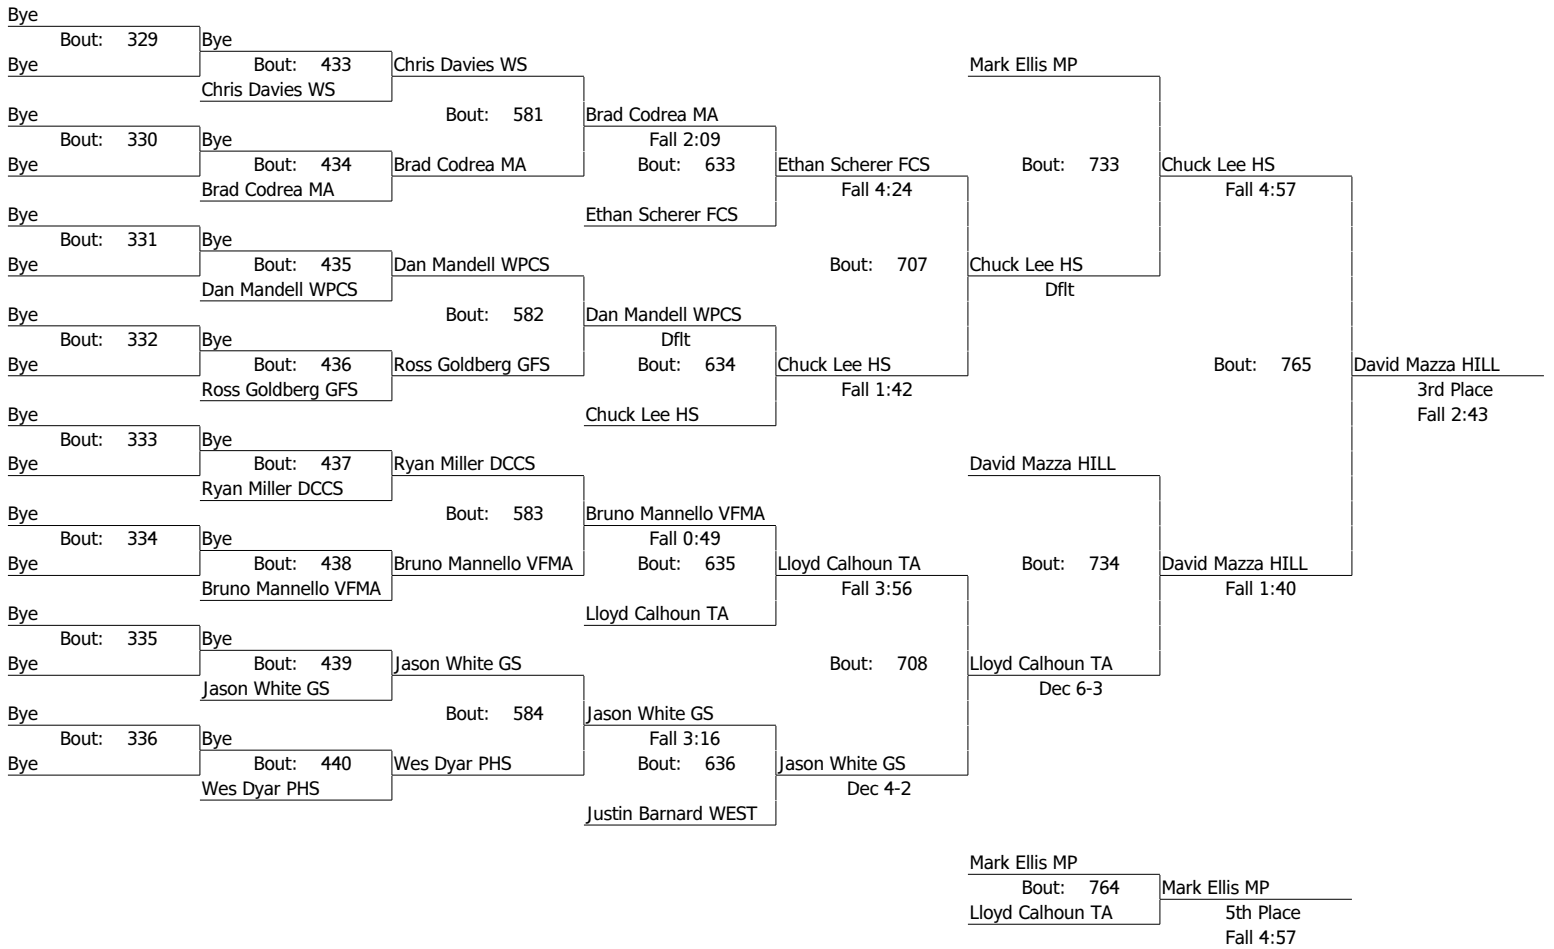 Bye
Bout: 329 Bye
Bye Bout: 433 Chris Davies WS Mark Ellis MP
Chris Davies WS
Bye Bout: 581 Brad Codrea MA
Bout: 330 Bye Fall 2:09
Bye Bout: 434 Brad Codrea MA Bout: 633 Ethan Scherer FCS Bout: 733 Chuck Lee HS
Brad Codrea MA Fall 4:24 Fall 4:57
Bye Ethan Scherer FCS
Bout: 331 Bye
Bye Bout: 435 Dan Mandell WPCS Bout: 707 Chuck Lee HS
Dan Mandell WPCS Dflt
Bye Bout: 582 Dan Mandell WPCS
Bout: 332 Bye Dflt
Bye Bout: 436 Ross Goldberg GFS Bout: 634 Chuck Lee HS Bout: 765 David Mazza HILL
Ross Goldberg GFS Fall 1:42 3rd Place
Bye Chuck Lee HS Fall 2:43
Bout: 333 Bye
Bye Bout: 437 Ryan Miller DCCS David Mazza HILL
Ryan Miller DCCS
Bye Bout: 583 Bruno Mannello VFMA
Bout: 334 Bye Fall 0:49
Bye Bout: 438 Bruno Mannello VFMA Bout: 635 Lloyd Calhoun TA Bout: 734 David Mazza HILL
Bruno Mannello VFMA Fall 3:56 Fall 1:40
Bye Lloyd Calhoun TA
Bout: 335 Bye
Bye Bout: 439 Jason White GS Bout: 708 Lloyd Calhoun TA
Jason White GS Dec 6-3
Bye Bout: 584 Jason White GS
Bout: 336 Bye Fall 3:16
Bye Bout: 440 Wes Dyar PHS Bout: 636 Jason White GS
Wes Dyar PHS Dec 4-2
Justin Barnard WEST
Mark Ellis MP
Bout: 764 Mark Ellis MP
Lloyd Calhoun TA 5th Place
Fall 4:57